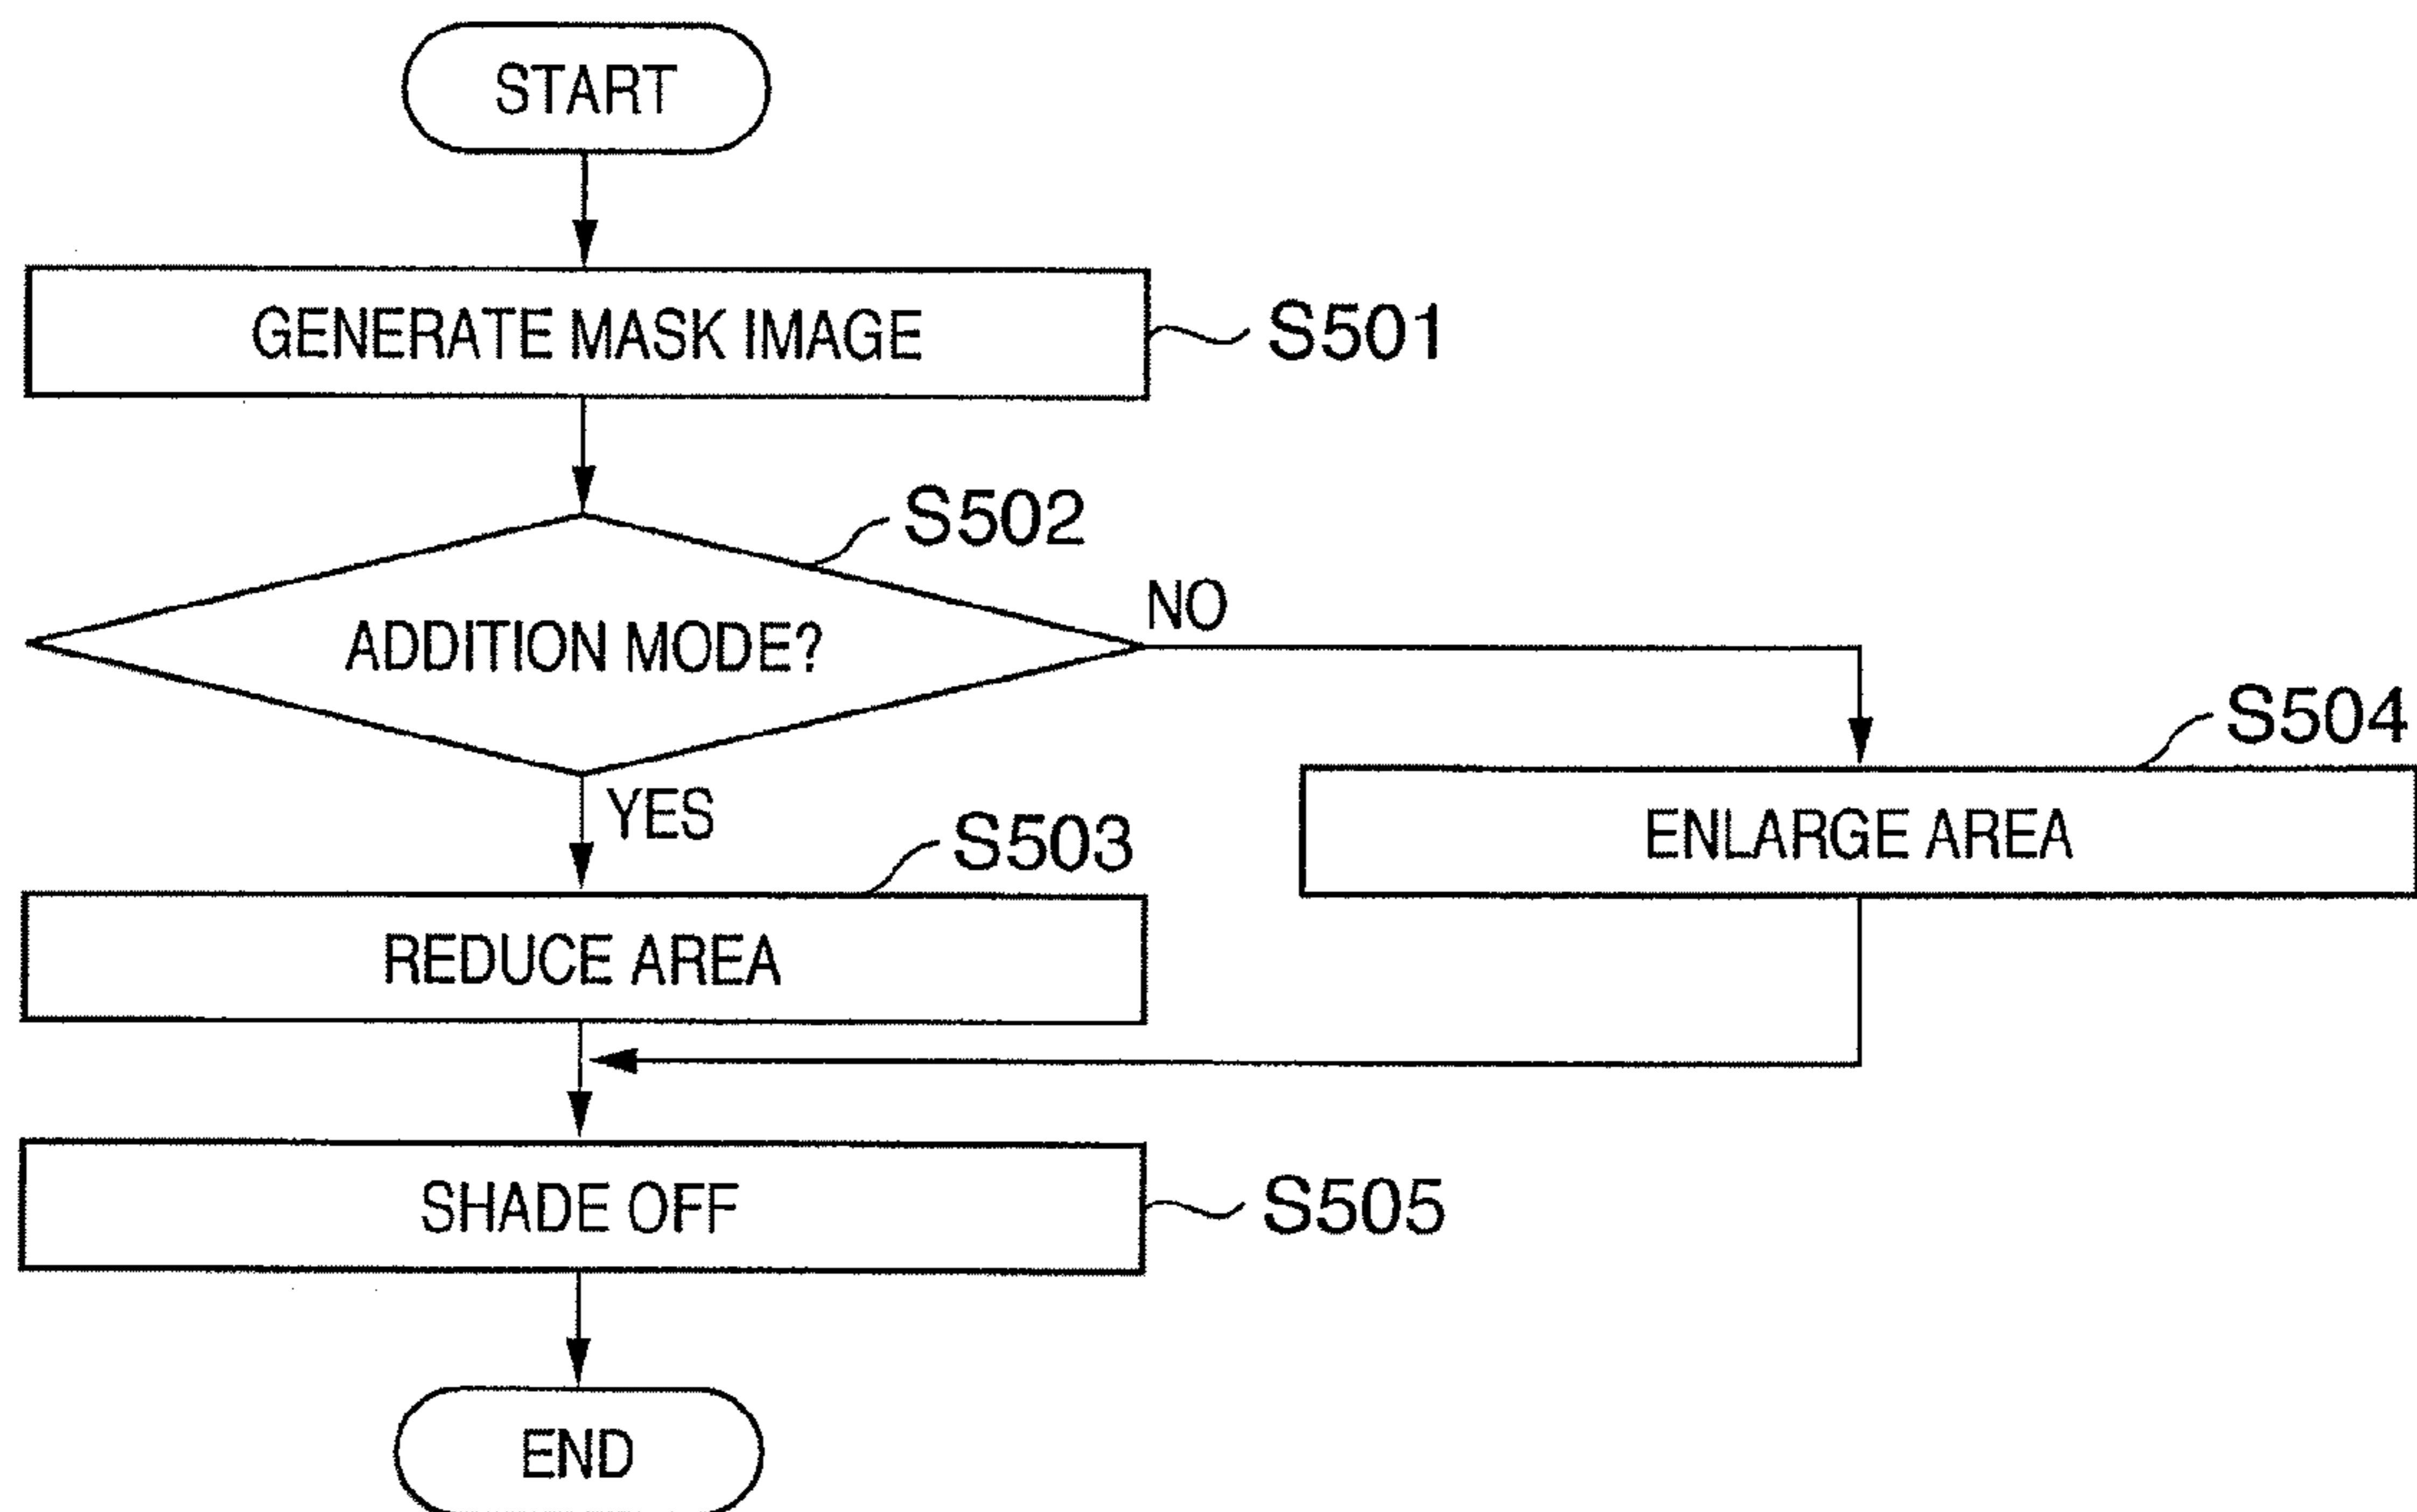 START
GENERATE MASK IMAGE
S501
S502
ADDITION MODE?
NO
YES
S503
S504
ENLARGE AREA
REDUCE AREA
SHADE OFF
S505
END